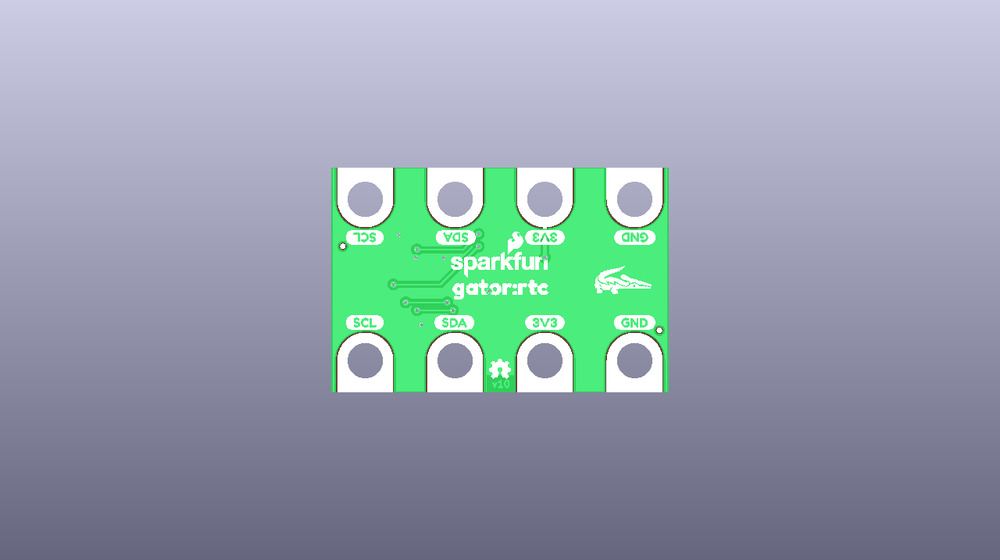 SCL SDA 3V3 GND
sparkfun
gator:rtc
SCL SDA 3V3 GND
v10